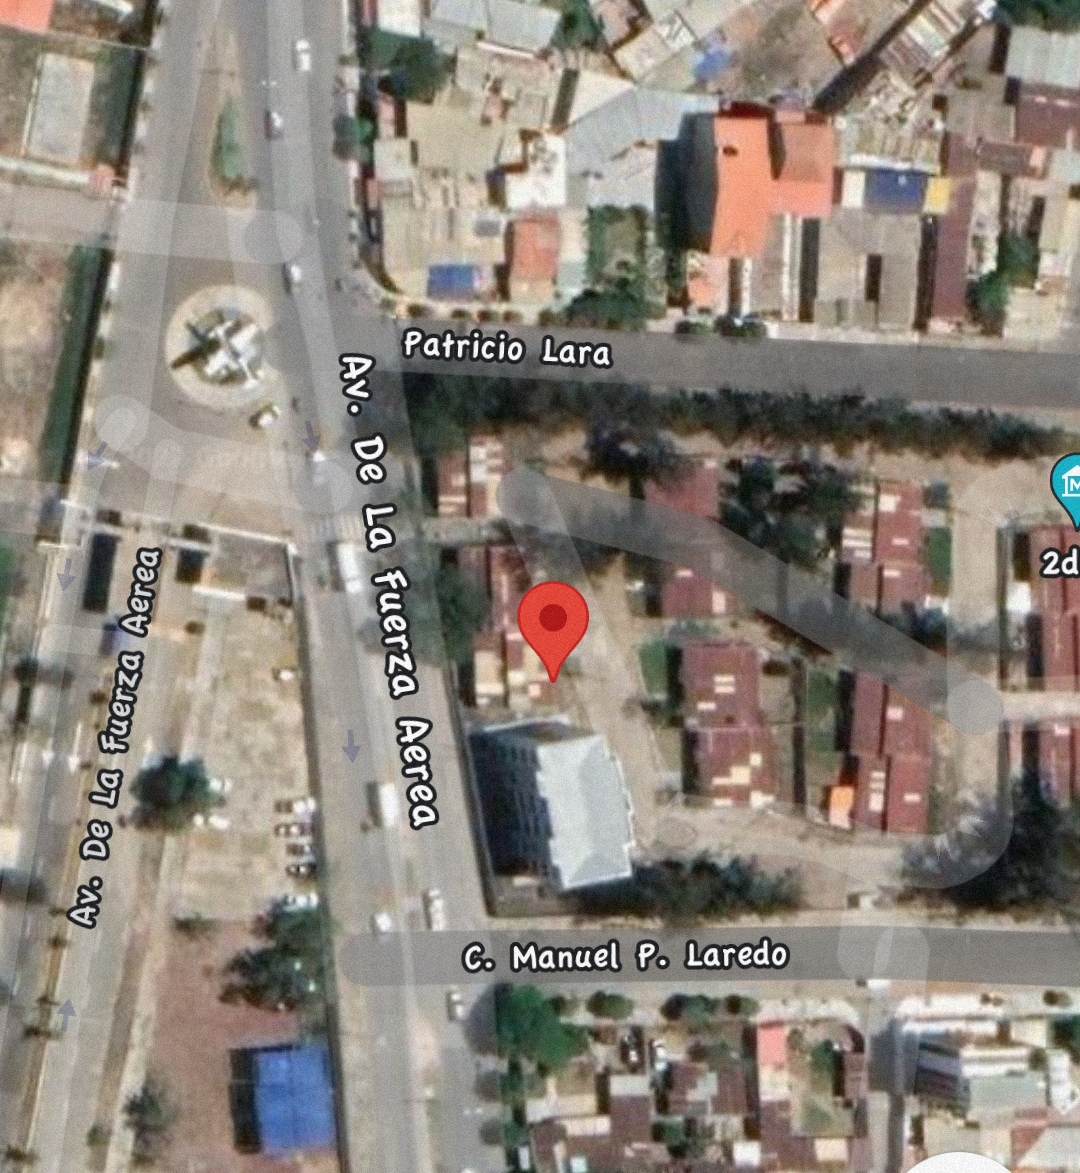 Patricio Lara
Av. De La Fuerza Aerea
2d
Av. De La Fuerza Aerea
C. Manuel P. Laredo